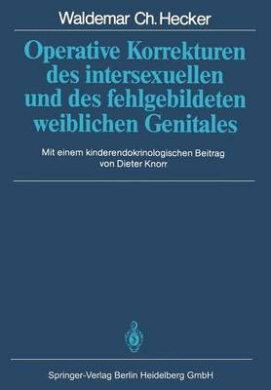 Waldemar Ch. Hecker
Operative Korrekturen
des intersexuellen
und des fehlgebildeten
weiblichen Genitales
Mit einem kinderendokrinologischen Beitrag
von Dieter Knorr
Springer-Verlag Berlin Heidelberg GmbH